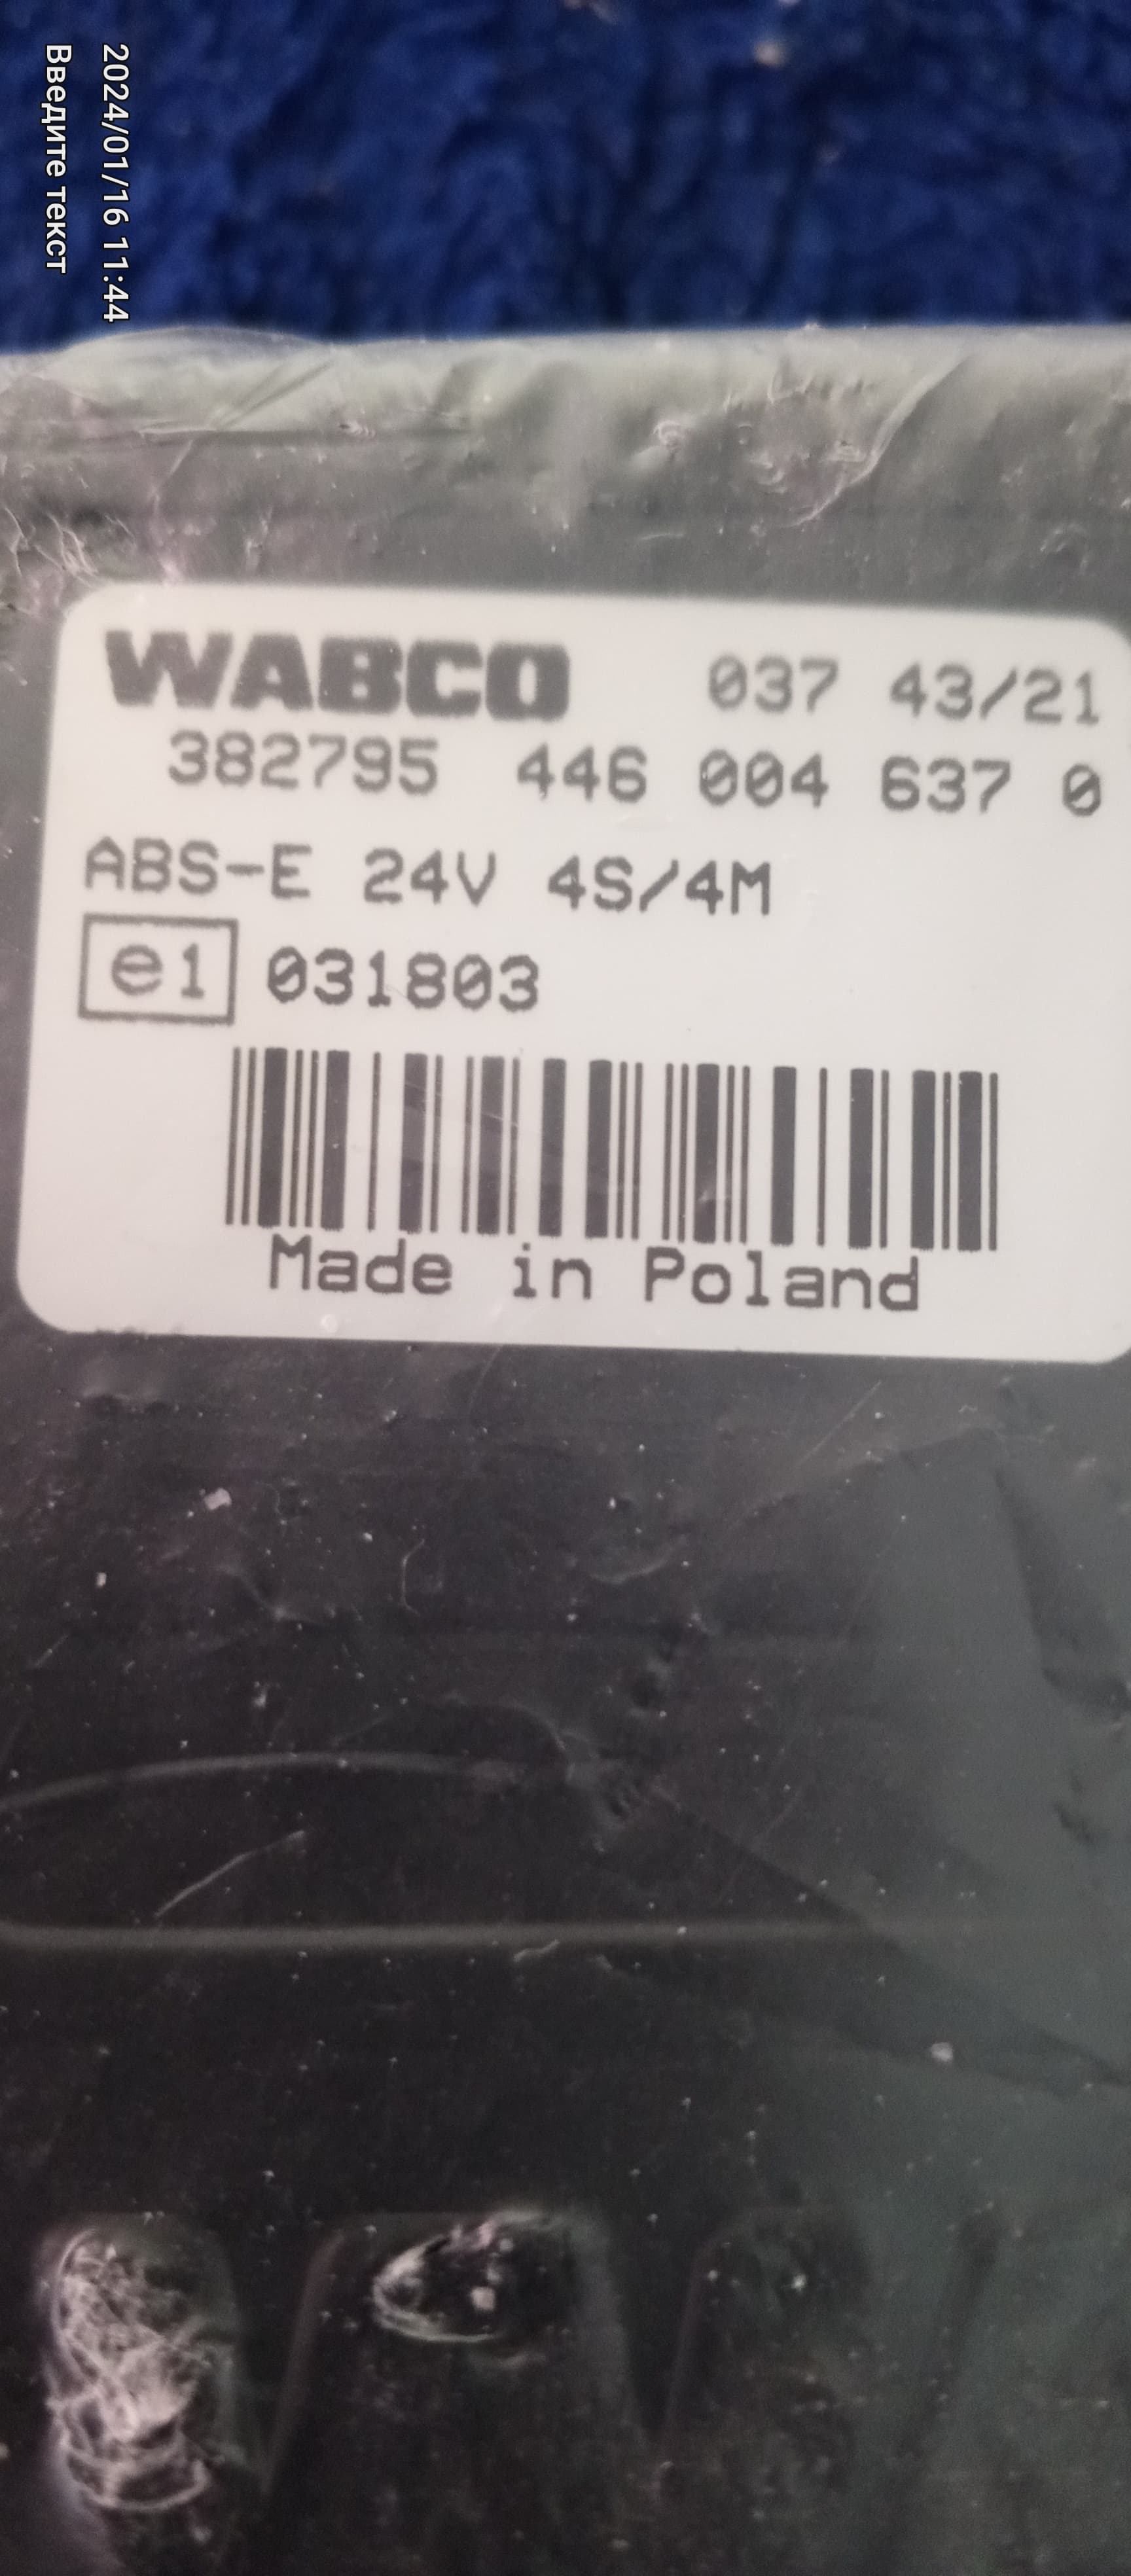 2024/01/16 11:44
Введите текст
WABCO 037 43/21
382795 446 004 637 0
ABS-E 24V 4S/4M
e1 031803
Made in Poland